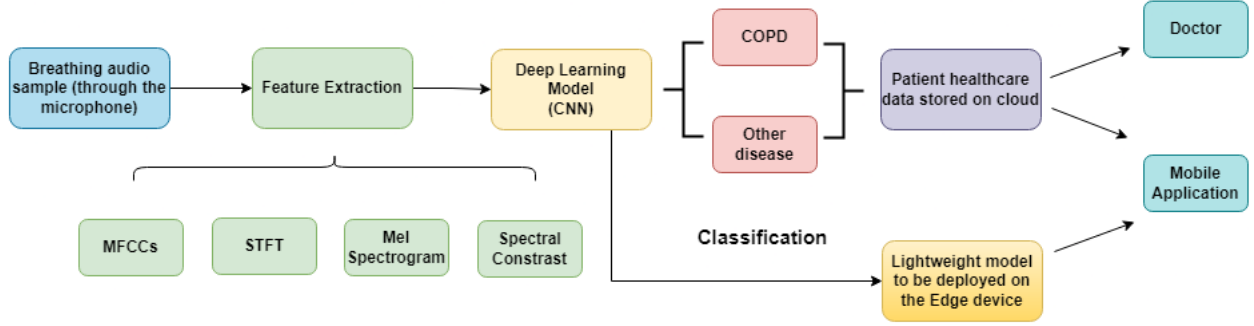 Breathing audio
sample (through the
microphone)
Feature Extraction
Deep Learning
Model
(CNN)
COPD
Other
disease
Patient healthcare
data stored on cloud
Doctor
Mobile
Application
MFCCs
STFT
Mel
Spectrogram
Spectral
Constrast
Classification
Lightweight model
to be deployed on
the Edge device